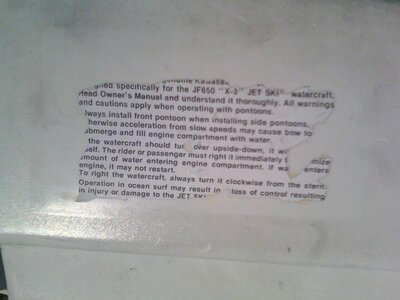 genuine Kawasak
gned specifically for the JF650 "X-2" JET SKI watercraft.
Read Owner's Manual and understand it thoroughly. All warnings
and cautions apply when operating with pontoons.
lways install front pontoon when installing side pontoons,
herwise acceleration from slow speeds may cause bow to
ubmerge and fill engine compartment with water.
the watercraft should tur over upside-down, it wi
self. The rider or passenger must right it immediately mize
amount of water entering engine compartment. If wa enters
engine, it may not restart.
To right the watercraft, always turn it clockwise from the stern.
Operation in ocean surf may result in loss of control resulting
in injury or damage to the JET SKI